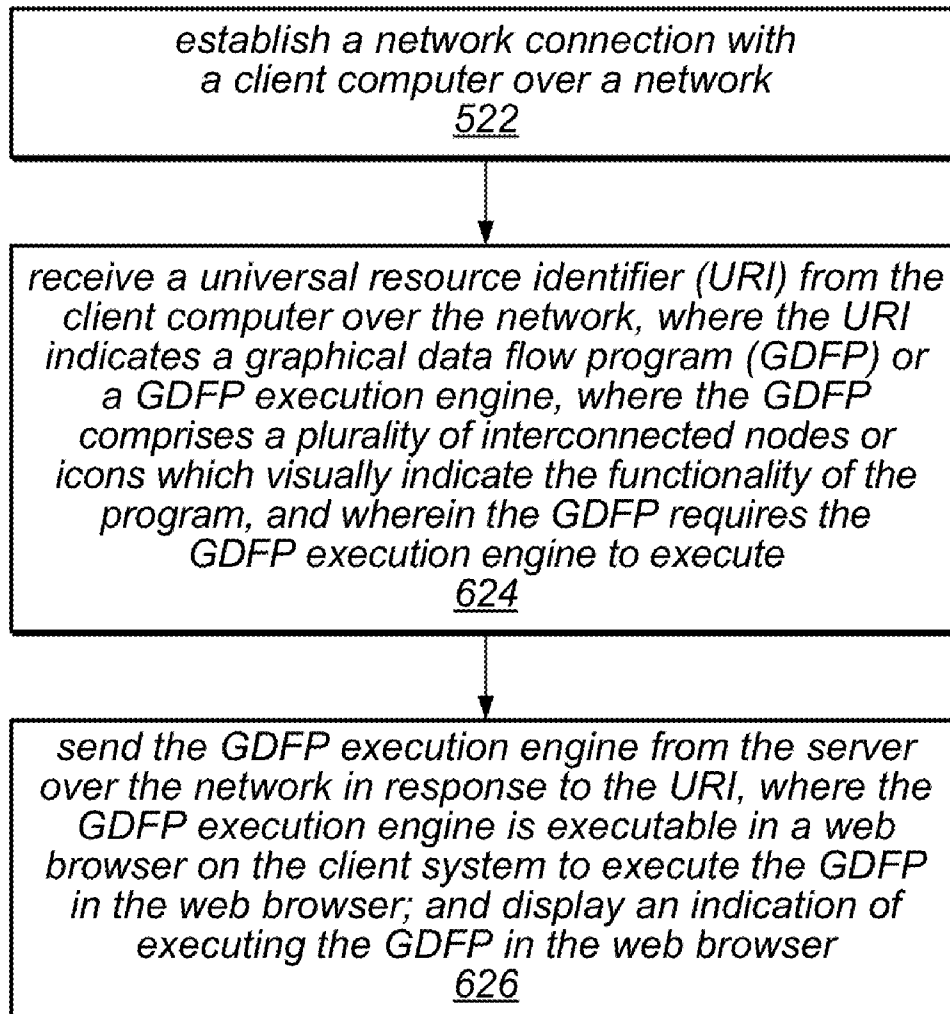 establish a network connection with
a client computer over a network
522
receive a universal resource identifier (URI) from the
client computer over the network, where the URI
indicates a graphical data flow program (GDFP) or
a GDFP execution engine, where the GDFP
comprises a plurality of interconnected nodes or
icons which visually indicate the functionality of the
program, and wherein the GDFP requires the
GDFP execution engine to execute
624
send the GDFP execution engine from the server
over the network in response to the URI, where the
GDFP execution engine is executable in a web
browser on the client system to execute the GDFP
in the web browser; and display an indication of
executing the GDFP in the web browser
626